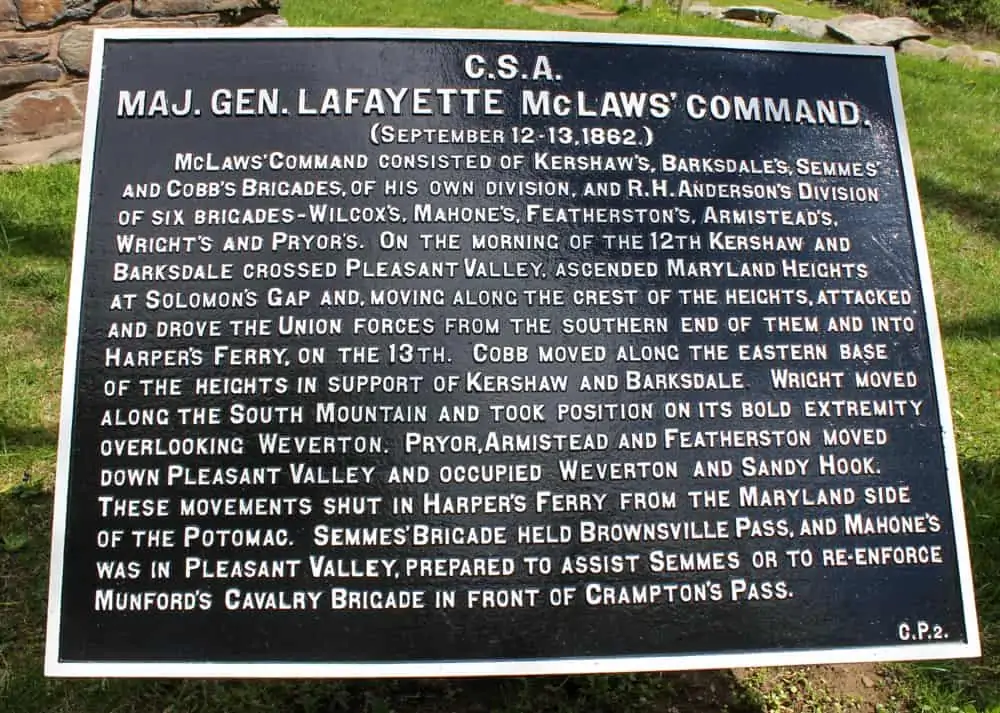 C.S.A.
MAJ. GEN. LAFAYETTE McLAWS' COMMAND.
(SEPTEMBER 12-13, 1862.)
McLAWS' COMMAND CONSISTED OF KERSHAW'S, BARKSDALE'S, SEMMES'
AND COBB'S BRIGADES, OF HIS OWN DIVISION, AND R.H. ANDERSON'S DIVISION
OF SIX BRIGADES-WILCOX'S, MAHONE'S, FEATHERSTON'S, ARMISTEAD'S,
WRIGHT'S AND PRYOR'S. ON THE MORNING OF THE 12TH KERSHAW AND
BARKSDALE CROSSED PLEASANT VALLEY, ASCENDED MARYLAND HEIGHTS
AT SOLOMON'S GAP AND, MOVING ALONG THE CREST OF THE HEIGHTS, ATTACKED
AND DROVE THE UNION FORCES FROM THE SOUTHERN END OF THEM AND INTO
HARPER'S FERRY, ON THE 13TH. COBB MOVED ALONG THE EASTERN BASE
OF THE HEIGHTS IN SUPPORT OF KERSHAW AND BARKSDALE. WRIGHT MOVED
ALONG THE SOUTH MOUNTAIN AND TOOK POSITION ON ITS BOLD EXTREMITY
OVERLOOKING WEVERTON. PRYOR, ARMISTEAD AND FEATHERSTON MOVED
DOWN PLEASANT VALLEY AND OCCUPIED WEVERTON AND SANDY HOOK.
THESE MOVEMENTS SHUT IN HARPER'S FERRY FROM THE MARYLAND SIDE
OF THE POTOMAC. SEMMES' BRIGADE HELD BROWNSVILLE PASS, AND MAHONE'S
WAS IN PLEASANT VALLEY, PREPARED TO ASSIST SEMMES OR TO RE-ENFORCE
MUNFORD'S CAVALRY BRIGADE IN FRONT OF CRAMPTON'S PASS.
C.P.2.